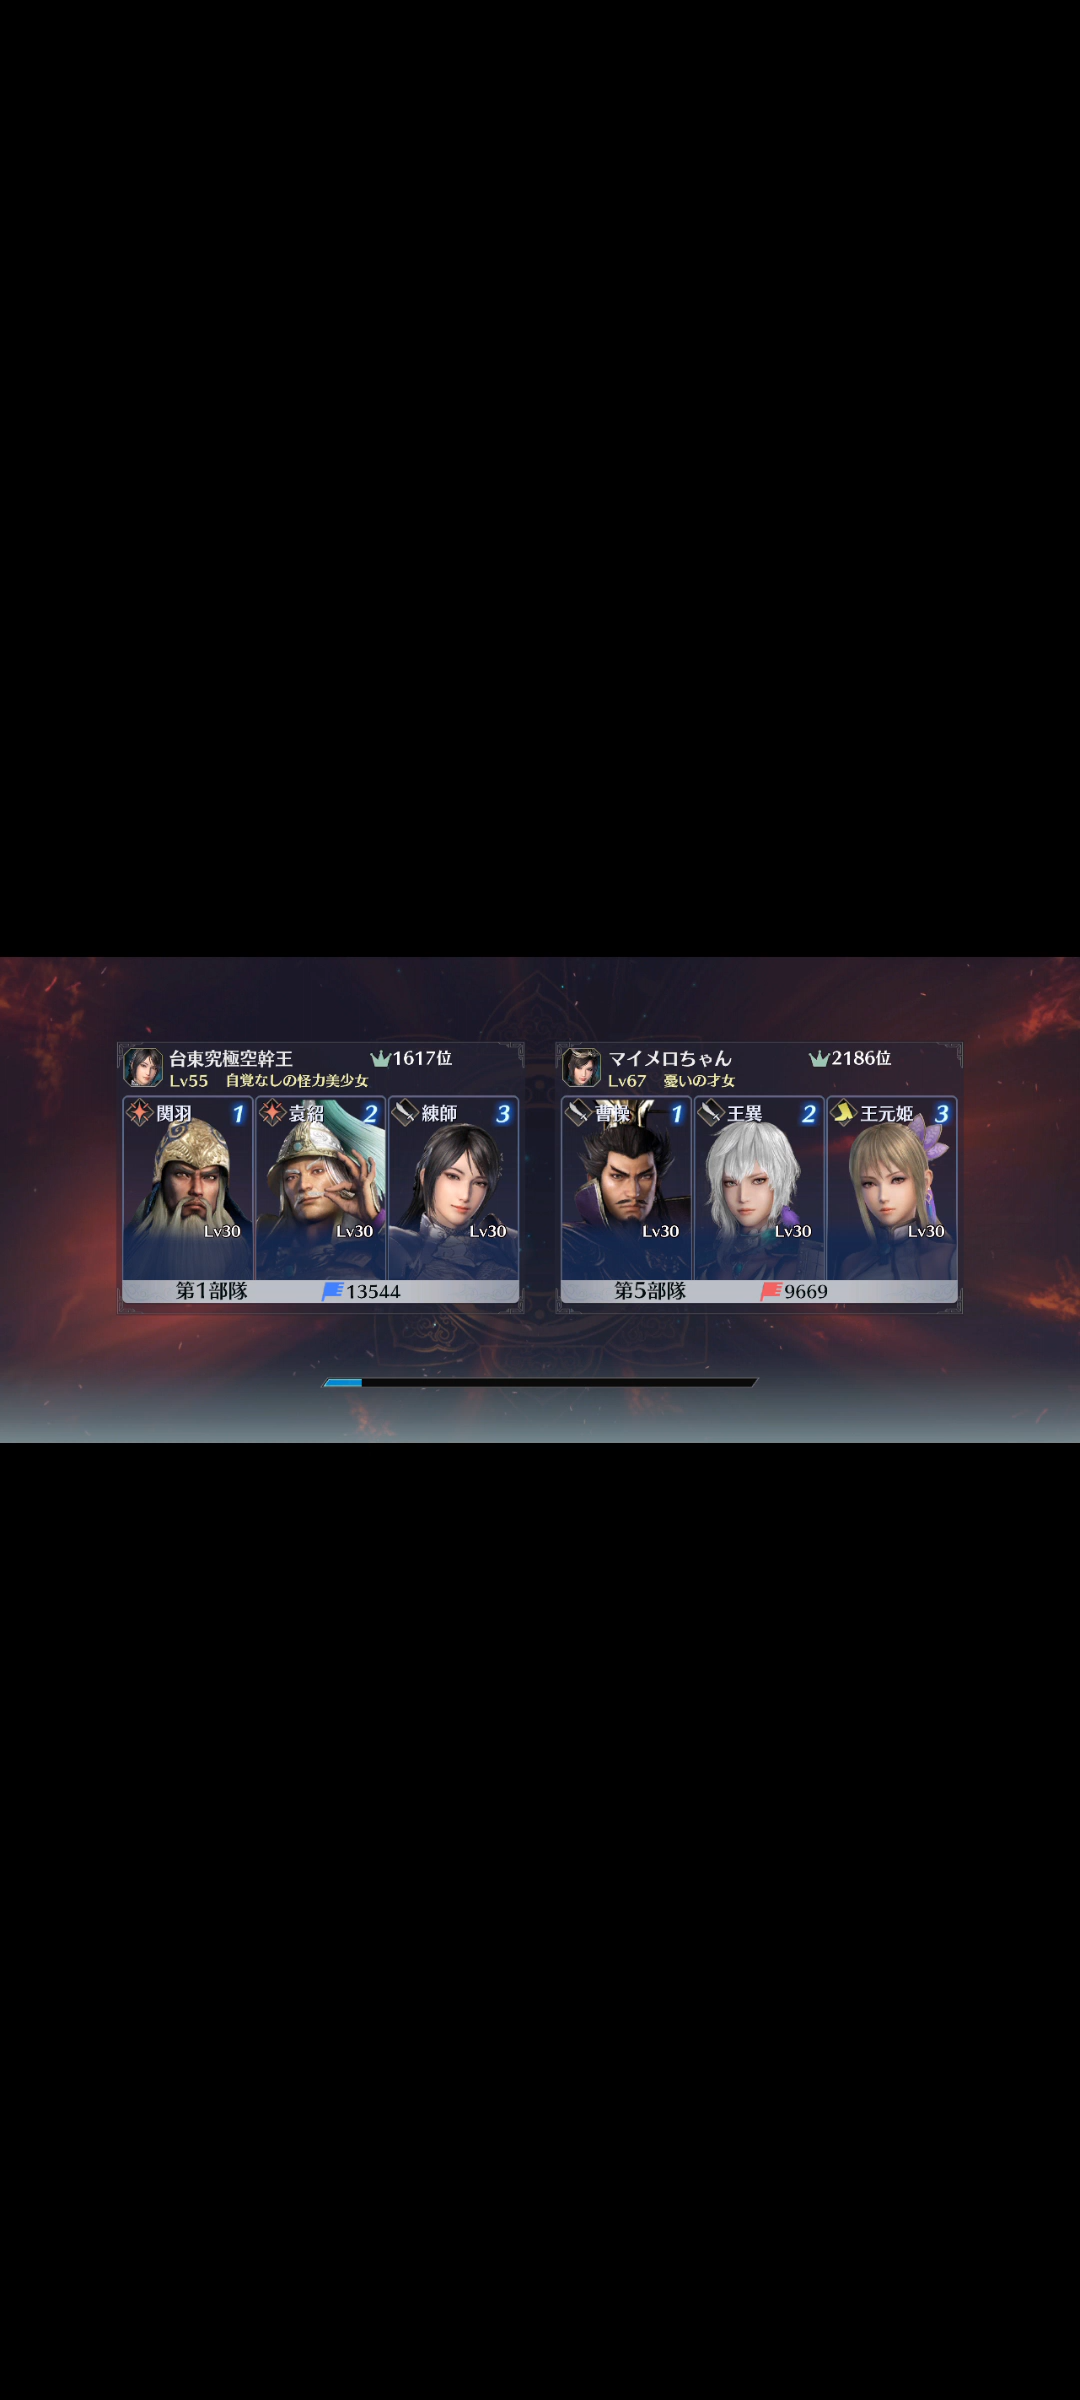 台東究極空幹王 1617位
Lv55 自覚なしの怪力美少女
関羽 1 袁紹 2 練師 3
Lv30 Lv30 Lv30
第1部隊 13544
マイメロちゃん 2186位
Lv67 憂いの才女
曹操 1 王異 2 王元姫 3
Lv30 Lv30 Lv30
第5部隊 9669